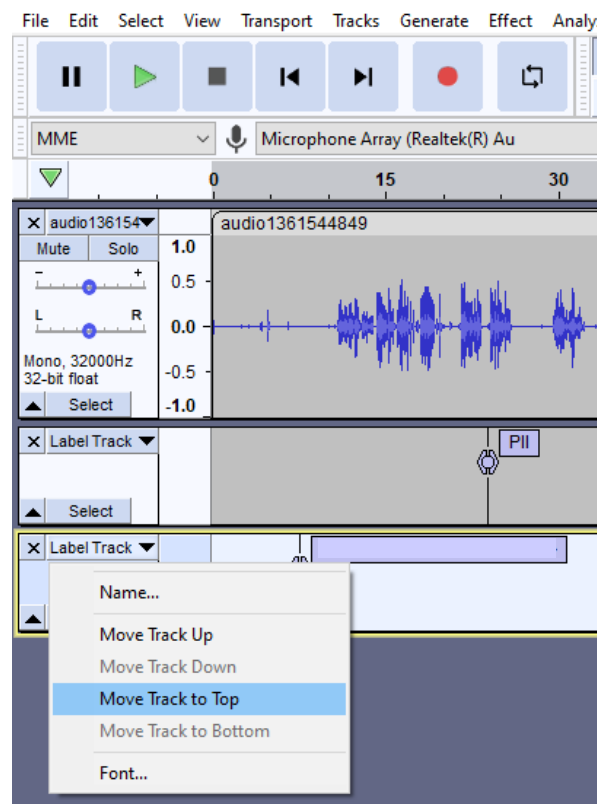 File Edit Select View Transport Tracks Generate Effect Analy
MME Microphone Array (Realtek(R) Au
0 15 30
audio136154 audio1361544849
Mute Solo 1.0
- + 0.5
L R 0.0
Mono, 32000Hz
32-bit float -0.5
Select -1.0
Label Track PII
Select
Label Track
Name...
Move Track Up
Move Track Down
Move Track to Top
Move Track to Bottom
Font...